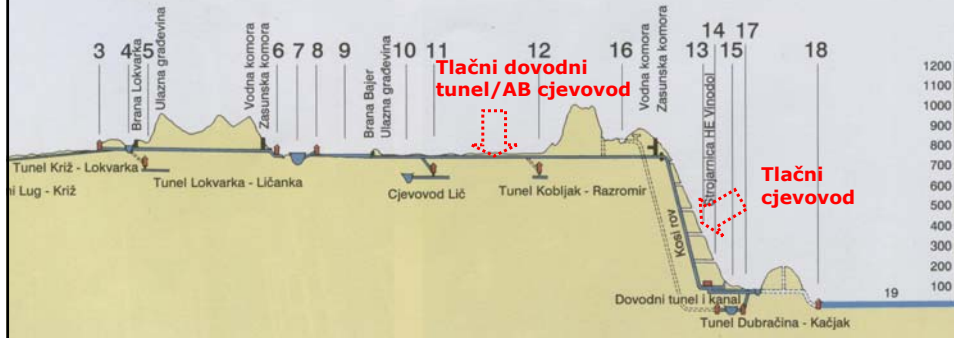 3
4
Brana Lokvarka
5
Ulazna građevina
Vodna komora
Zasunska komora
6
7
8
9
Brana Bajer
Ulazna građevina
10
11
12
16
Vodna komora
Zasunska komora
13
14
15
17
18
Strojarnica HE Vinodol
Tlačni dovodni
tunel/AB cjevovod
Tlačni
cjevovod
Tunel Križ - Lokvarka
ni Lug - Križ
Tunel Lokvarka - Ličanka
Cjevovod Lič
Tunel Kobljak - Razromir
Kosi rov
Dovodni tunel i kanal
Tunel Dubračina - Kačjak
19
1200
1100
1000
900
800
700
600
500
400
300
200
100